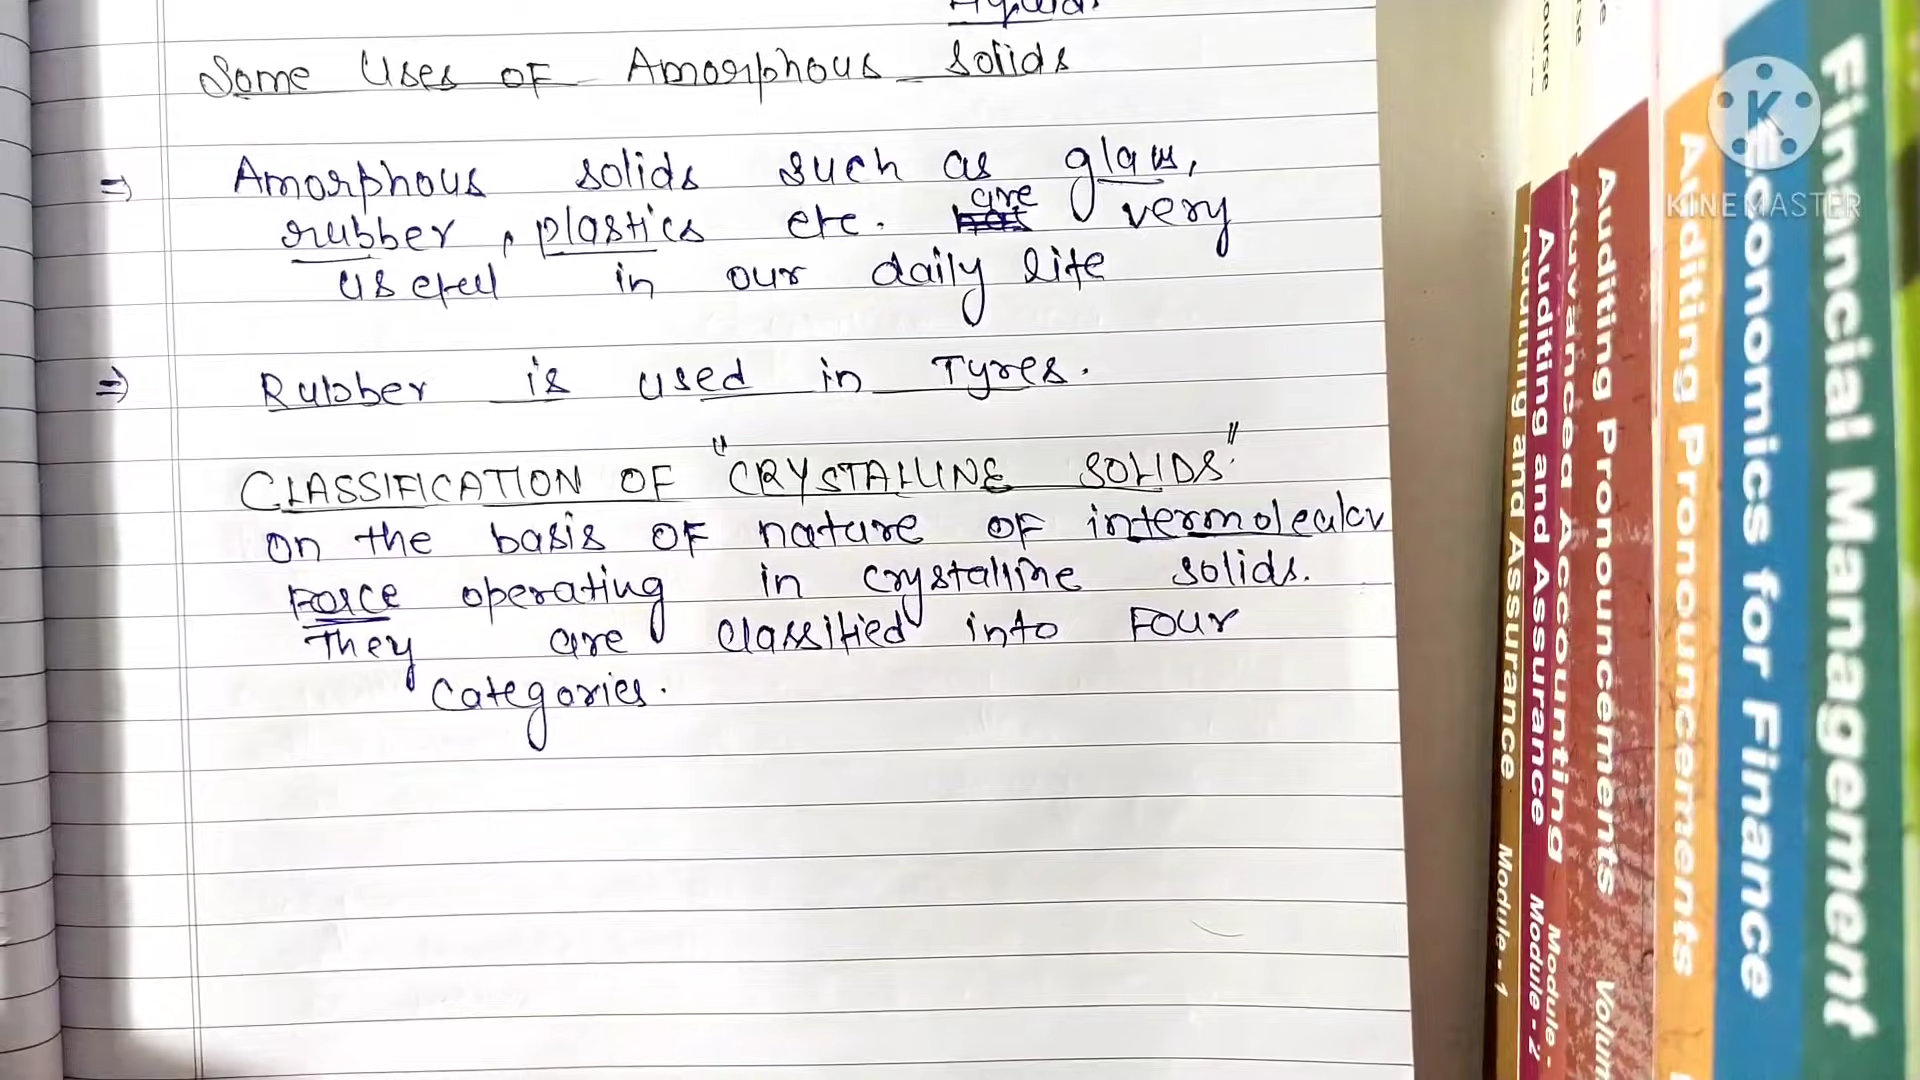 Some Uses OF Amorphous Solids
⇒ Amorphous solids such as glass,
rubber, plastics etc. are very
useful in our daily life
⇒ Rubber is used in Tyres.
CLASSIFICATION OF "CRYSTALLINE SOLIDS"
on the basis OF nature OF intermolecular
Force operating in crystalline solids.
They are classified into Four
Categories.
KINEMASTER
Auditing and Assurance Module - 1
Auditing and Assurance Module - 2
Advanced Accounting Module -
Auditing Pronouncements
Auditing Pronouncements
Economics for Finance
Financial Management